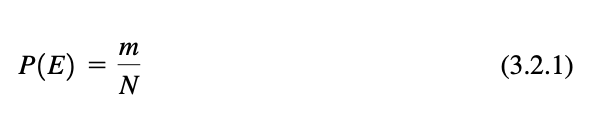 P(E) = m/N (3.2.1)